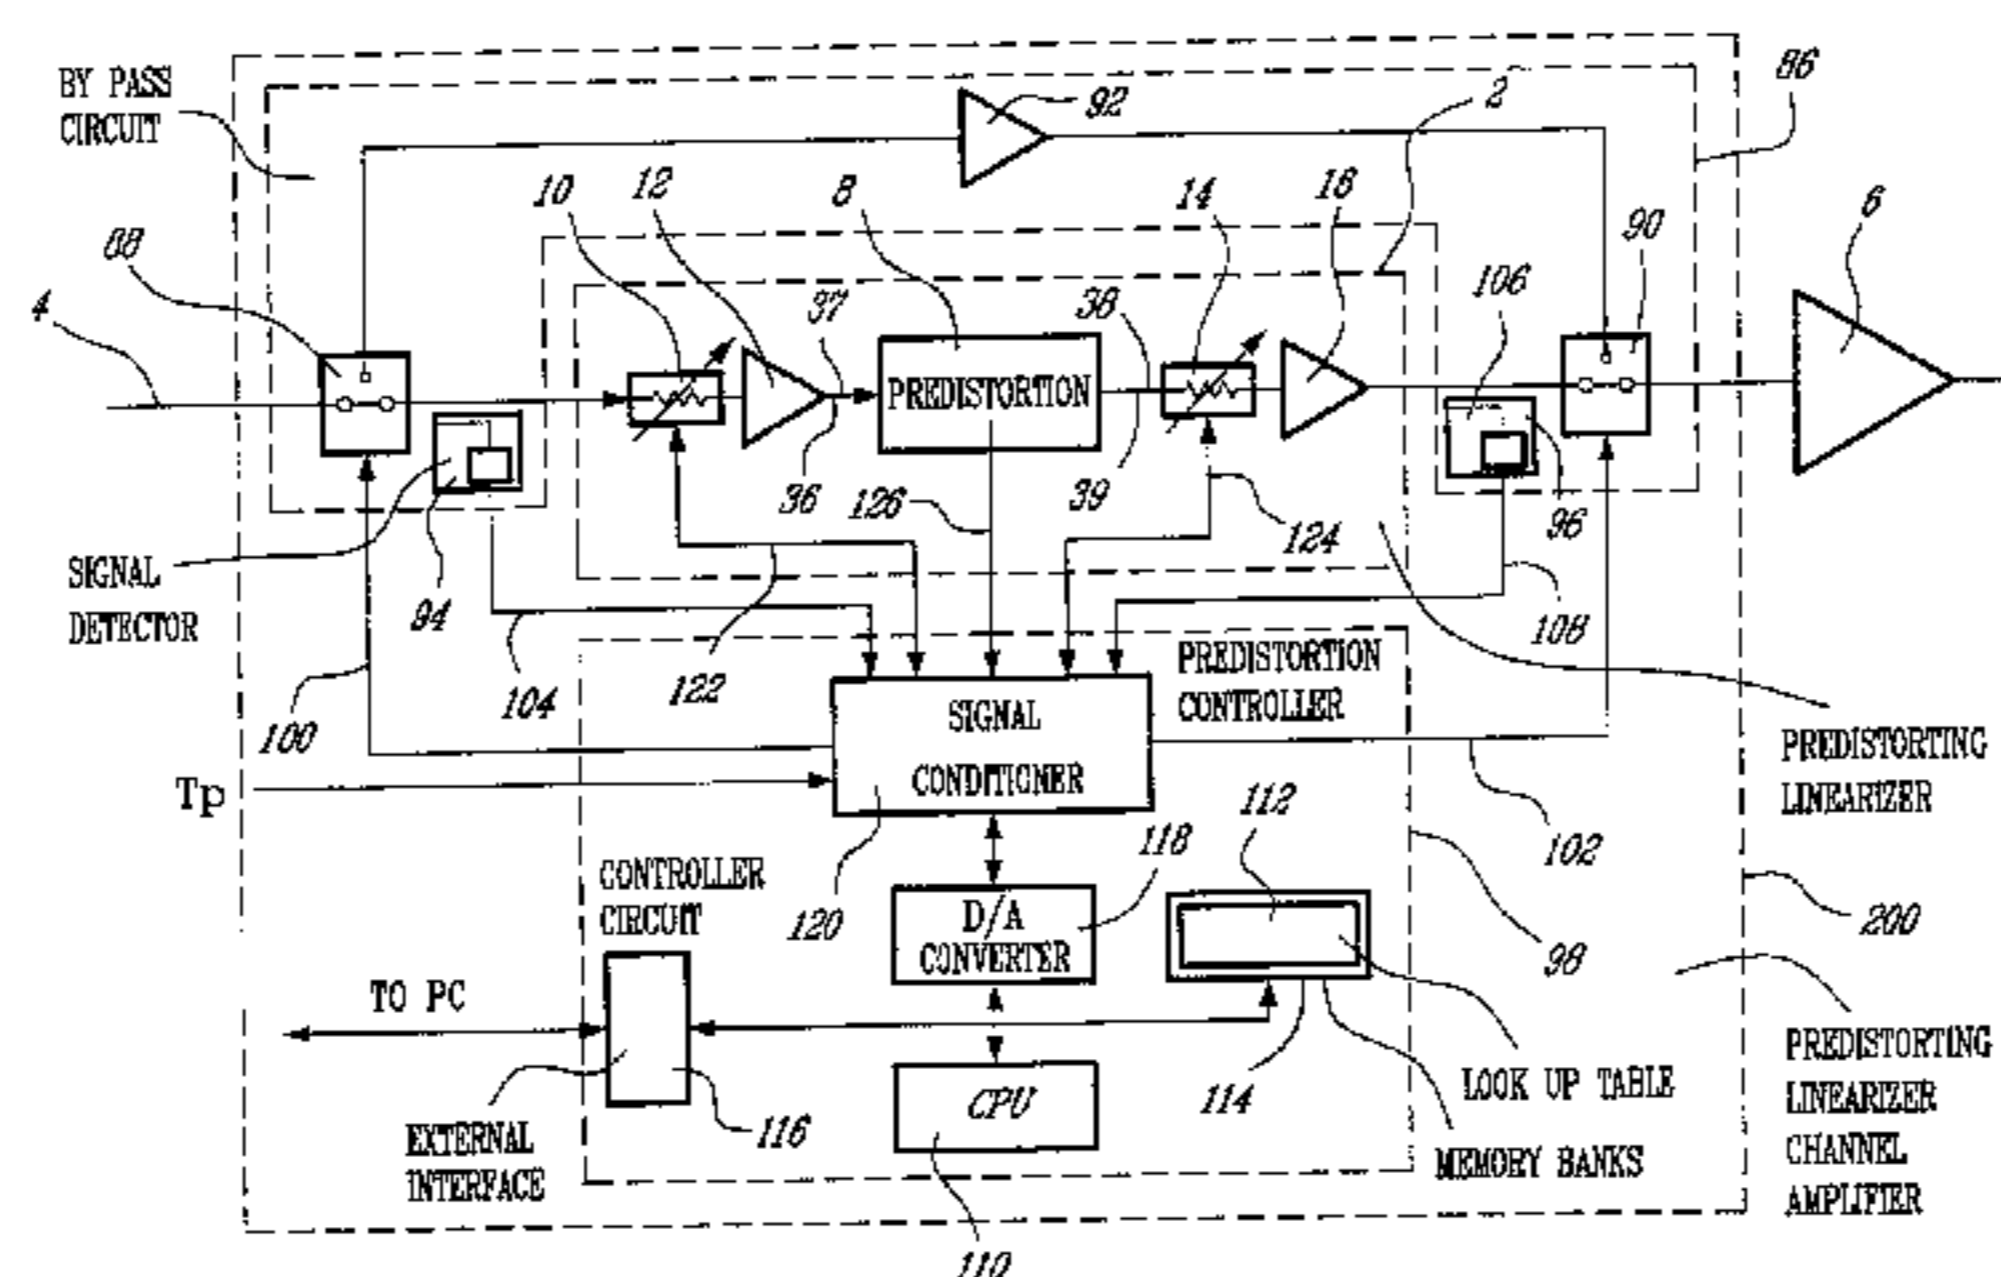 BY PASS
CIRCUIT
92
2
86
10
12
8
14
16
6
88
90
4
37
38
106
PREDISTORTION
36
126
39
124
96
SIGNAL
DETECTOR
94
108
104
122
100
PREDISTORTION
CONTROLLER
SIGNAL
CONDITIONER
PREDISTORTING
LINEARIZER
Tp
112
102
118
CONTROLLER
CIRCUIT
120
D/A
CONVERTER
98
200
TO PC
PREDISTORTING
LINEARIZER
CHANNEL
AMPLIFIER
114
LOOK UP TABLE
CPU
116
EXTERNAL
INTERFACE
MEMORY BANKS
110